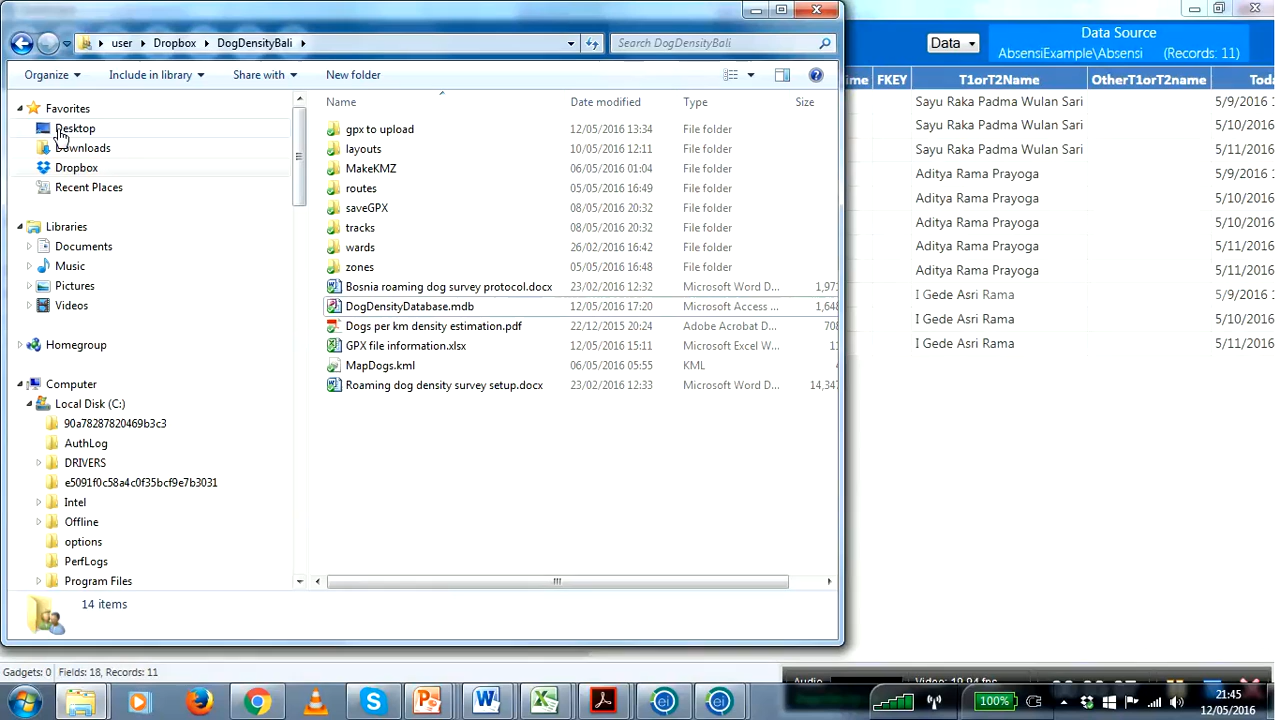 user ▸ Dropbox ▸ DogDensityBali ▸
Search DogDensityBali
Organize
Include in library
Share with
New folder
Favorites
Desktop
Downloads
Dropbox
Recent Places
Libraries
Documents
Music
Pictures
Videos
Homegroup
Computer
Local Disk (C:)
90a78287820469b3c3
AuthLog
DRIVERS
e5091f0c58a4c0f35bcf9e7b3031
Intel
Offline
options
PerfLogs
Program Files
Name Date modified Type Size
gpx to upload 12/05/2016 13:34 File folder
layouts 10/05/2016 12:11 File folder
MakeKMZ 06/05/2016 01:04 File folder
routes 05/05/2016 16:49 File folder
saveGPX 08/05/2016 20:32 File folder
tracks 08/05/2016 20:32 File folder
wards 26/02/2016 16:42 File folder
zones 05/05/2016 16:48 File folder
Bosnia roaming dog survey protocol.docx 23/02/2016 12:32 Microsoft Word D... 1,971
DogDensityDatabase.mdb 12/05/2016 17:20 Microsoft Access ... 1,648
Dogs per km density estimation.pdf 22/12/2015 20:24 Adobe Acrobat D... 708
GPX file information.xlsx 12/05/2016 15:11 Microsoft Excel W... 11
MapDogs.kml 06/05/2016 05:55 KML
Roaming dog density survey setup.docx 23/02/2016 12:33 Microsoft Word D... 14,347
14 items
Data
Data Source
AbsensiExample\Absensi (Records: 11)
ime FKEY T1orT2Name OtherT1orT2name Toda
Sayu Raka Padma Wulan Sari 5/9/2016 1
Sayu Raka Padma Wulan Sari 5/10/2016
Sayu Raka Padma Wulan Sari 5/11/2016
Aditya Rama Prayoga 5/9/2016 1
Aditya Rama Prayoga 5/10/2016
Aditya Rama Prayoga 5/10/2016
Aditya Rama Prayoga 5/11/2016
Aditya Rama Prayoga 5/11/2016
I Gede Asri Rama 5/9/2016 1
I Gede Asri Rama 5/10/2016
I Gede Asri Rama 5/11/2016
Gadgets: 0 Fields: 18, Records: 11
Audio Video: 19.94 fps
100%
21:45
12/05/2016